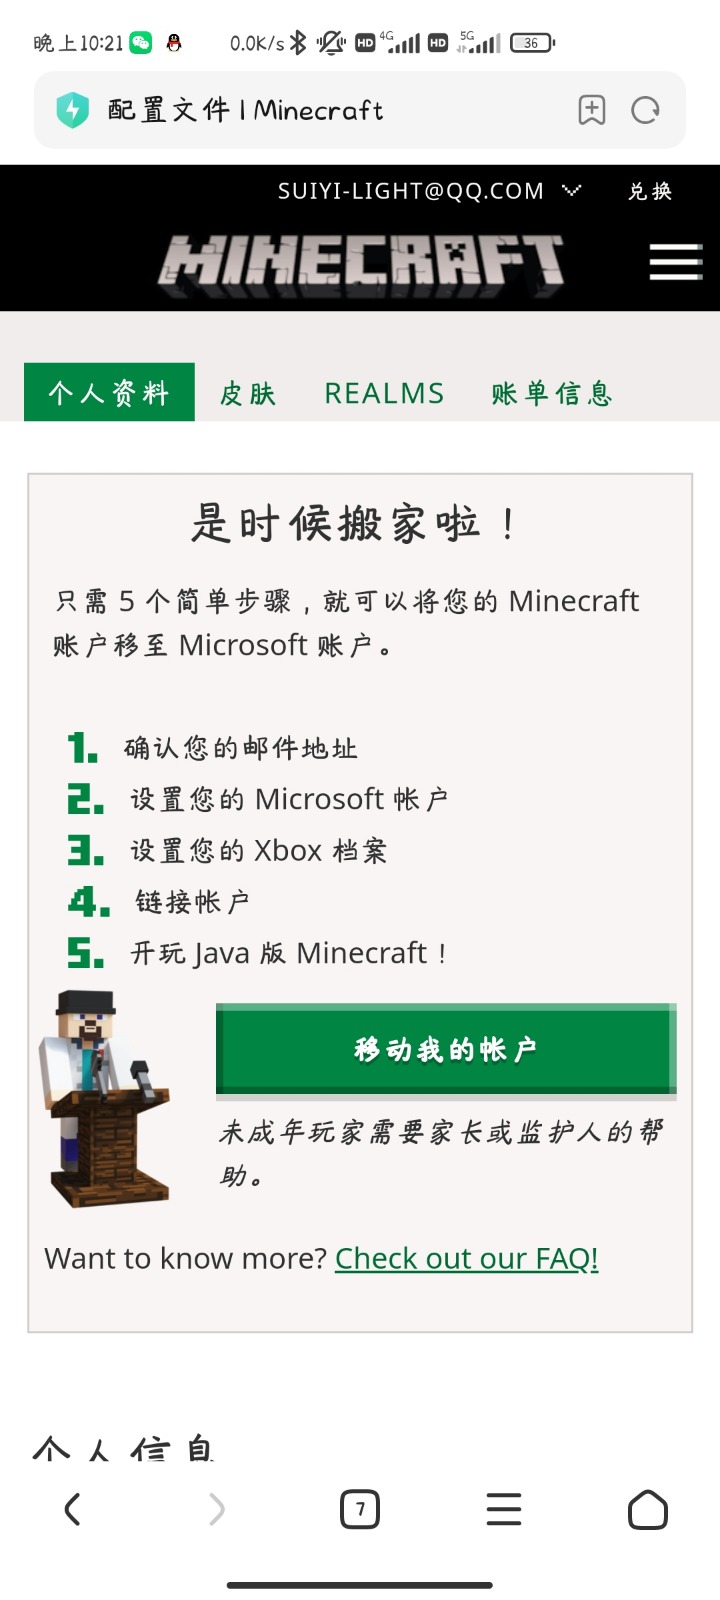 晚上10:21 0.0K/s HD 4G HD 5G 36
配置文件 | Minecraft
SUIYI-LIGHT@QQ.COM 兑换
MINECRAFT
个人资料 皮肤 REALMS 账单信息
是时候搬家啦！
只需 5 个简单步骤，就可以将您的 Minecraft
账户移至 Microsoft 账户。
1. 确认您的邮件地址
2. 设置您的 Microsoft 帐户
3. 设置您的 Xbox 档案
4. 链接帐户
5. 开玩 Java 版 Minecraft！
移动我的帐户
未成年玩家需要家长或监护人的帮
助。
Want to know more? Check out our FAQ!
个人信息
7